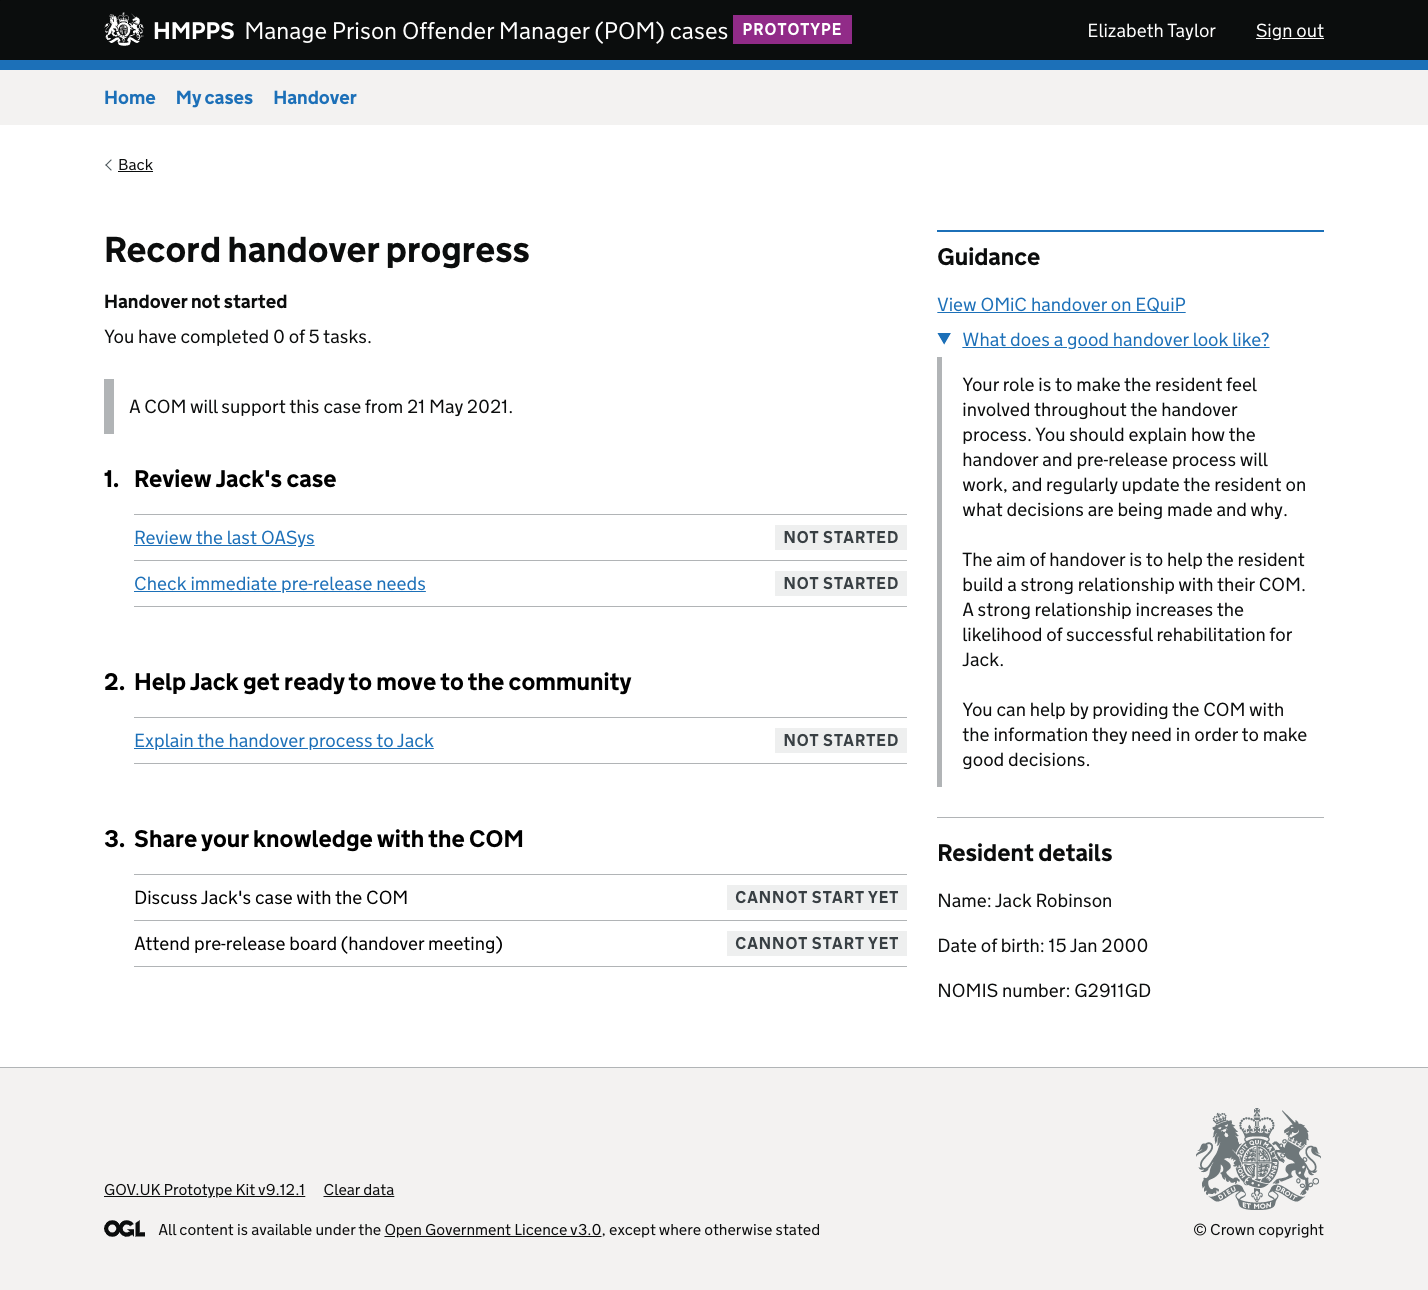 HMPPS Manage Prison Offender Manager (POM) cases PROTOTYPE
Elizabeth Taylor Sign out
Home My cases Handover
Back
Record handover progress
Handover not started
You have completed 0 of 5 tasks.
A COM will support this case from 21 May 2021.
1. Review Jack's case
Review the last OASys NOT STARTED
Check immediate pre-release needs NOT STARTED
2. Help Jack get ready to move to the community
Explain the handover process to Jack NOT STARTED
3. Share your knowledge with the COM
Discuss Jack's case with the COM CANNOT START YET
Attend pre-release board (handover meeting) CANNOT START YET
Guidance
View OMiC handover on EQuiP
What does a good handover look like?
Your role is to make the resident feel
involved throughout the handover
process. You should explain how the
handover and pre-release process will
work, and regularly update the resident on
what decisions are being made and why.
The aim of handover is to help the resident
build a strong relationship with their COM.
A strong relationship increases the
likelihood of successful rehabilitation for
Jack.
You can help by providing the COM with
the information they need in order to make
good decisions.
Resident details
Name: Jack Robinson
Date of birth: 15 Jan 2000
NOMIS number: G2911GD
GOV.UK Prototype Kit v9.12.1 Clear data
OGL All content is available under the Open Government Licence v3.0, except where otherwise stated
DIEU ET MON DROIT
© Crown copyright